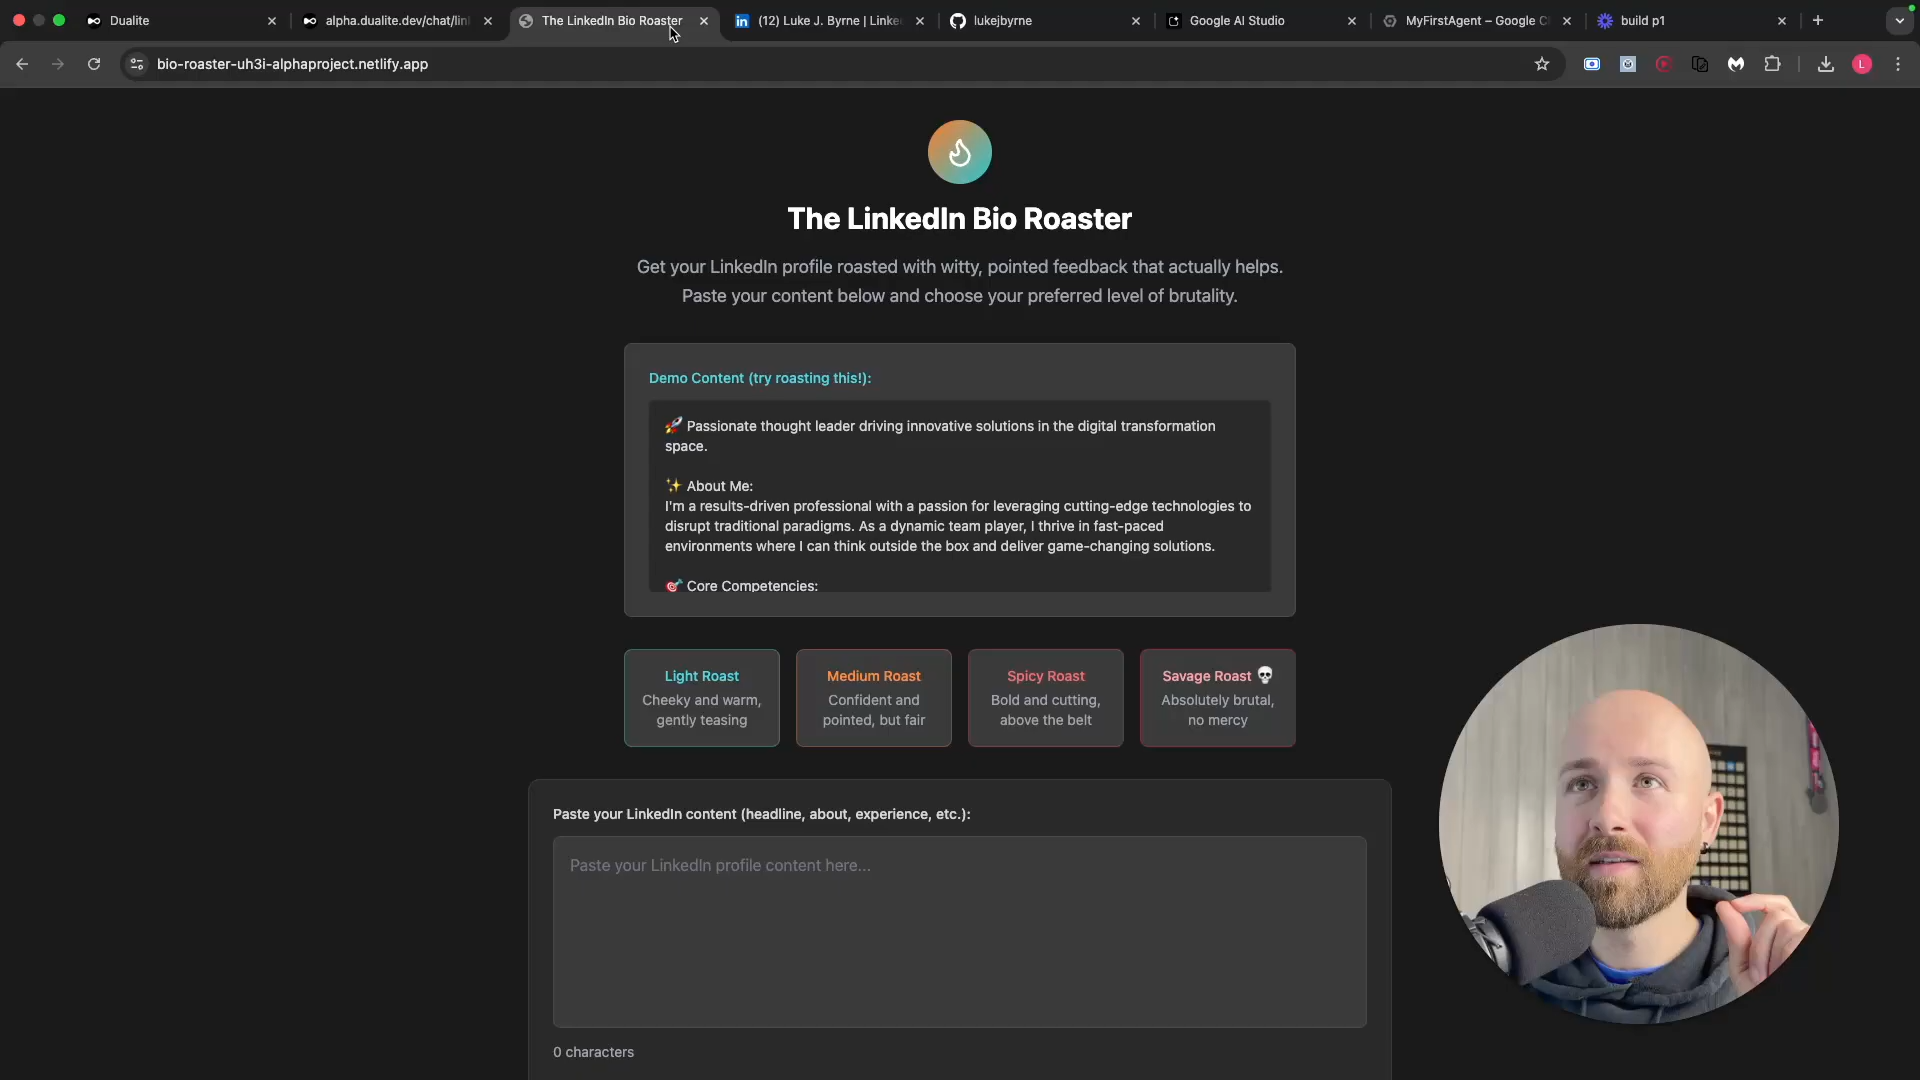 Dualite
alpha.dualite.dev/chat/lin
The LinkedIn Bio Roaster
in (12) Luke J. Byrne | Linke
lukejbyrne
Google AI Studio
MyFirstAgent – Google C
build p1
bio-roaster-uh3i-alphaproject.netlify.app
L
The LinkedIn Bio Roaster
Get your LinkedIn profile roasted with witty, pointed feedback that actually helps.
Paste your content below and choose your preferred level of brutality.
Demo Content (try roasting this!):
🚀 Passionate thought leader driving innovative solutions in the digital transformation
space.
✨ About Me:
I'm a results-driven professional with a passion for leveraging cutting-edge technologies to
disrupt traditional paradigms. As a dynamic team player, I thrive in fast-paced
environments where I can think outside the box and deliver game-changing solutions.
🎯 Core Competencies:
Light Roast
Cheeky and warm,
gently teasing
Medium Roast
Confident and
pointed, but fair
Spicy Roast
Bold and cutting,
above the belt
Savage Roast 💀
Absolutely brutal,
no mercy
Paste your LinkedIn content (headline, about, experience, etc.):
Paste your LinkedIn profile content here...
0 characters